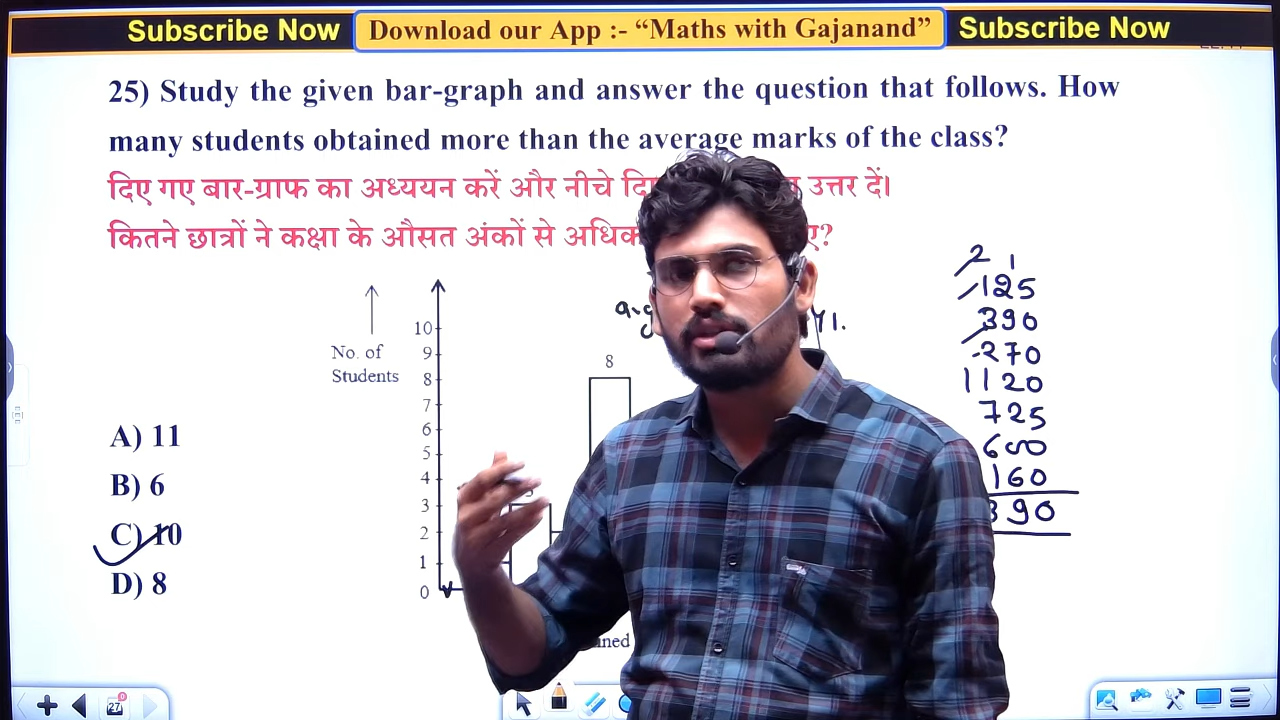 Subscribe Now Download our App :- “Maths with Gajanand” Subscribe Now
25) Study the given bar-graph and answer the question that follows. How
many students obtained more than the average marks of the class?
दिए गए बार-ग्राफ का अध्ययन करें और नीचे उत्तर दें।
कितने छात्रों ने कक्षा के औसत अंकों से अधिक
No. of
Students
10
9
8
7
6
5
4
3
2
1
0
8
A) 11
B) 6
C) 10
D) 8
2 1
125
390
270
1120
725
600
160
390
27